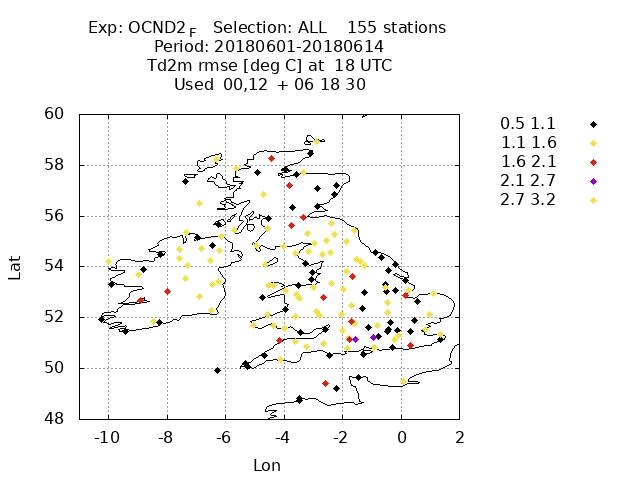 Exp: OCND2_F Selection: ALL 155 stations
Period: 20180601-20180614
Td2m rmse [deg C] at 18 UTC
Used 00,12 + 06 18 30
60
58
56
54
52
50
48
Lat
-10 -8 -6 -4 -2 0 2
Lon
0.5 1.1
1.1 1.6
1.6 2.1
2.1 2.7
2.7 3.2